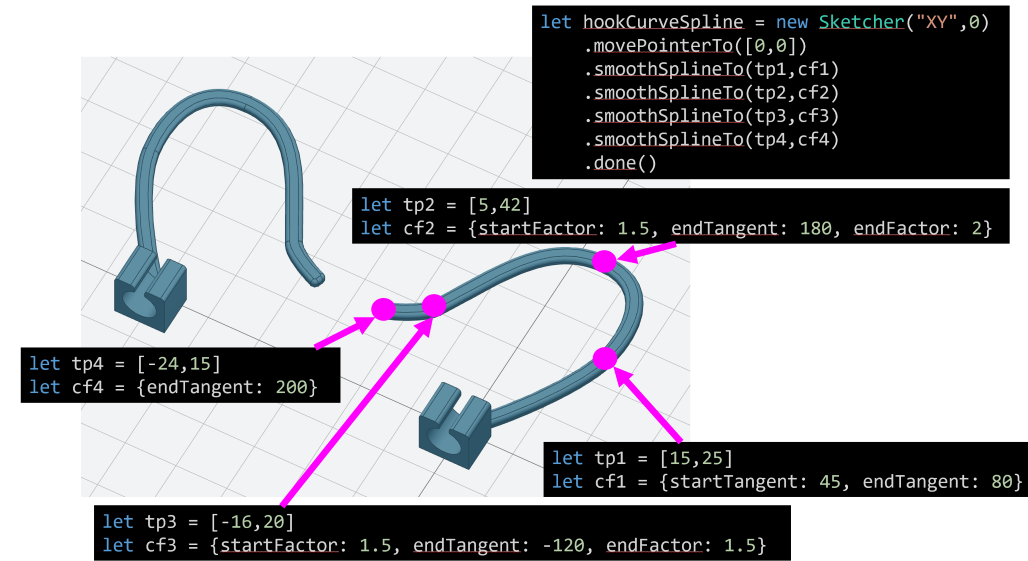 let hookCurveSpline = new Sketcher("XY",0)
.movePointerTo([0,0])
.smoothSplineTo(tp1,cf1)
.smoothSplineTo(tp2,cf2)
.smoothSplineTo(tp3,cf3)
.smoothSplineTo(tp4,cf4)
.done()
let tp2 = [5,42]
let cf2 = {startFactor: 1.5, endTangent: 180, endFactor: 2}
let tp4 = [-24,15]
let cf4 = {endTangent: 200}
let tp1 = [15,25]
let cf1 = {startTangent: 45, endTangent: 80}
let tp3 = [-16,20]
let cf3 = {startFactor: 1.5, endTangent: -120, endFactor: 1.5}